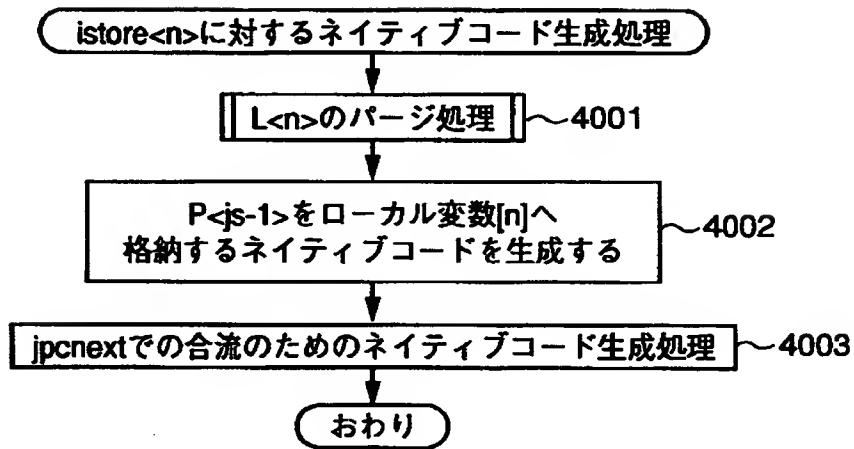 istore<n>に対するネイティブコード生成処理
L<n>のパージ処理
4001
P<js-1>をローカル変数[n]へ
格納するネイティブコードを生成する
4002
jpcnextでの合流のためのネイティブコード生成処理
4003
おわり